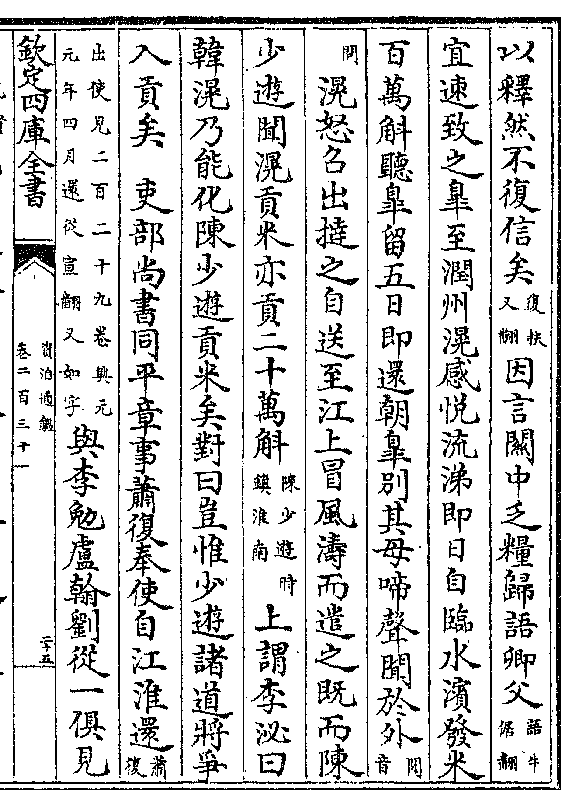 以釋然不復信矣復扶又翻因言關中乏糧歸語卿父語牛倨翻
宜速致之臯至潤州滉感悦流涕即日自臨水濱發米
百萬斛聽臯留五日即還朝臯別其母啼聲聞於外聞音
問滉怒召出撻之自送至江上冒風濤而遣之既而陳
少遊聞滉貢米亦貢二十萬斛陳少遊時鎮淮南上謂李泌曰
韓滉乃能化陳少遊貢米矣對曰豈惟少遊諸道將爭
入貢矣 吏部尚書同平章事蕭復奉使自江淮還蕭復
出使見二百二十九卷興元元年四月還從宣翻又如字與李勉盧翰劉從一俱見
欽定四庫全書
資治通鑑
卷二百三十一
二十五